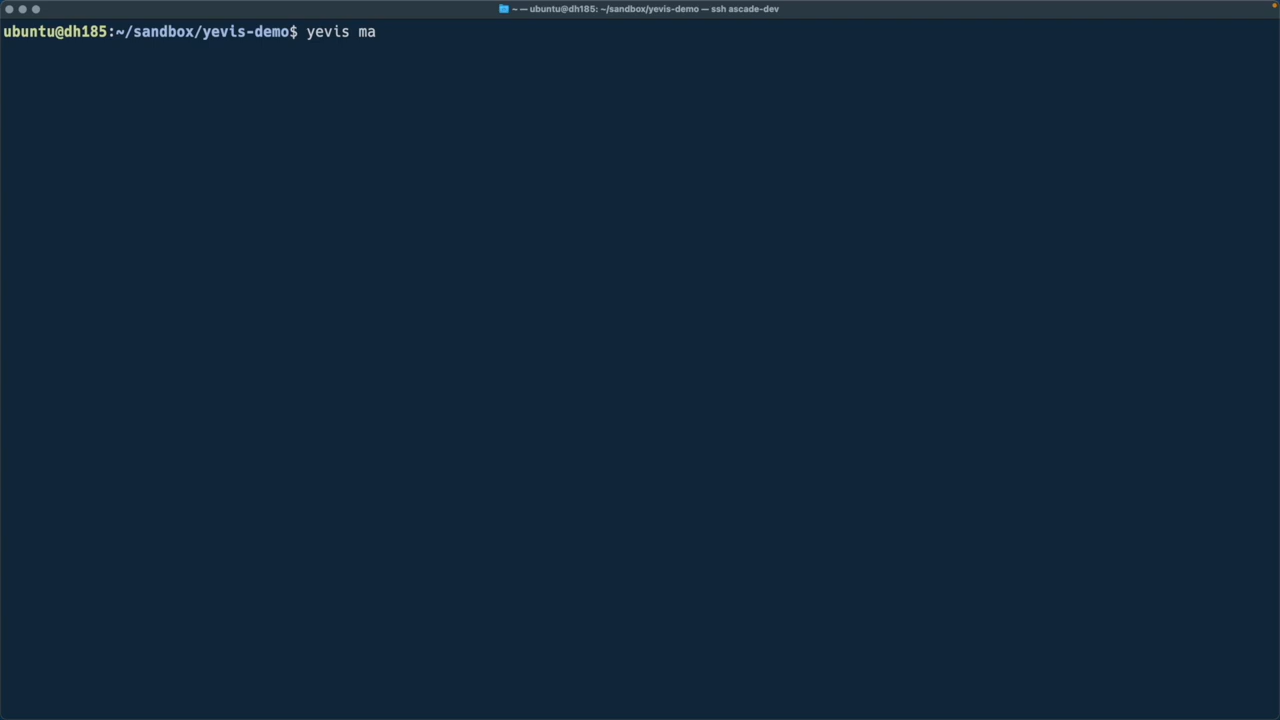 ~ — ubuntu@dh185: ~/sandbox/yevis-demo — ssh ascade-dev
ubuntu@dh185:~/sandbox/yevis-demo$ yevis ma